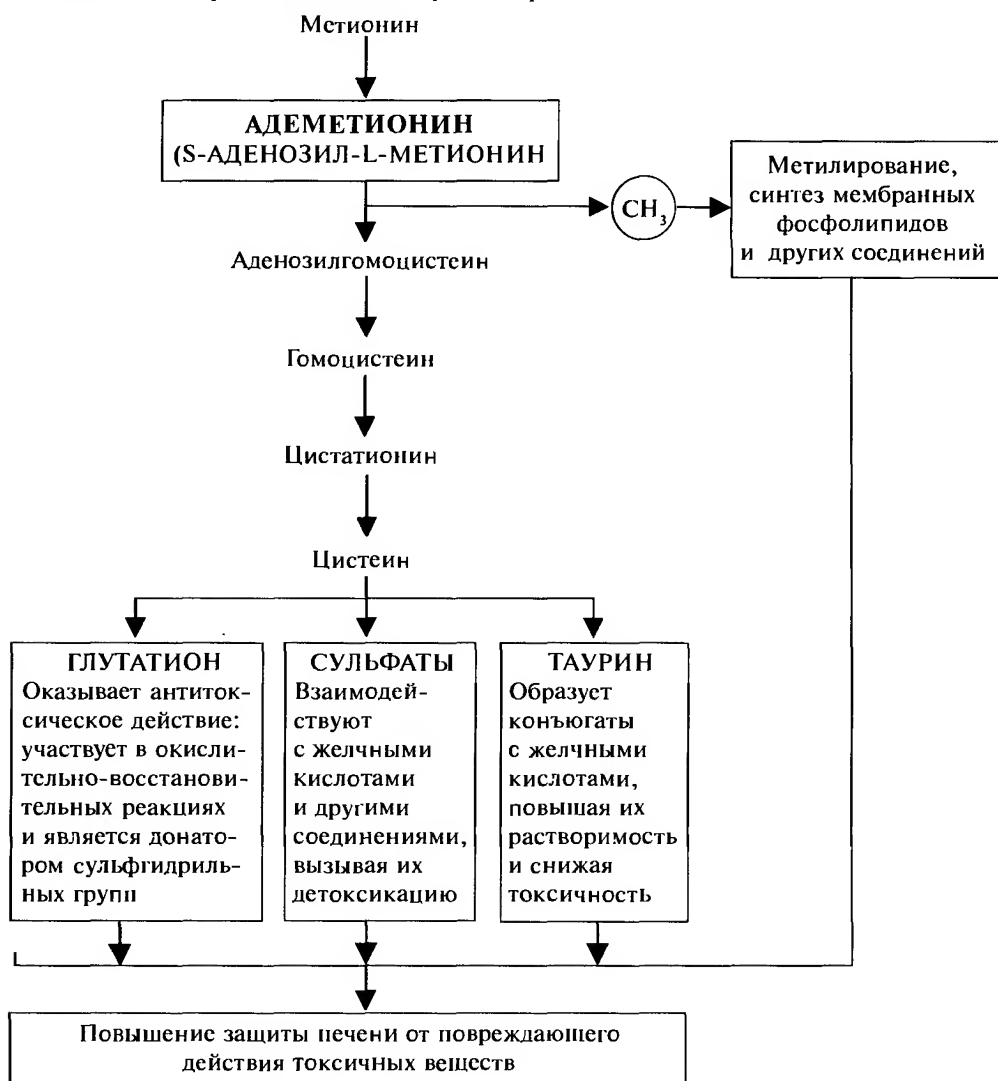 Метионин
АДЕМЕТИОНИН
(S-АДЕНОЗИЛ-L-МЕТИОНИН
CH₃
Метилирование,
синтез мембранных
фосфолипидов
и других соединений
Аденозилгомоцистеин
Гомоцистеин
Цистатионин
Цистеин
ГЛУТАТИОН
Оказывает антиток-
сическое действие:
участвует в окисли-
тельно-восстанови-
тельных реакциях
и является донато-
ром сульфгидриль-
ных групп
СУЛЬФАТЫ
Взаимодей-
ствуют
с желчными
кислотами
и другими
соединениями,
вызывая их
детоксикацию
ТАУРИН
Образует
конъюгаты
с желчными
кислотами,
повышая их
растворимость
и снижая
токсичность
Повышение защиты печени от повреждающего
действия токсичных веществ